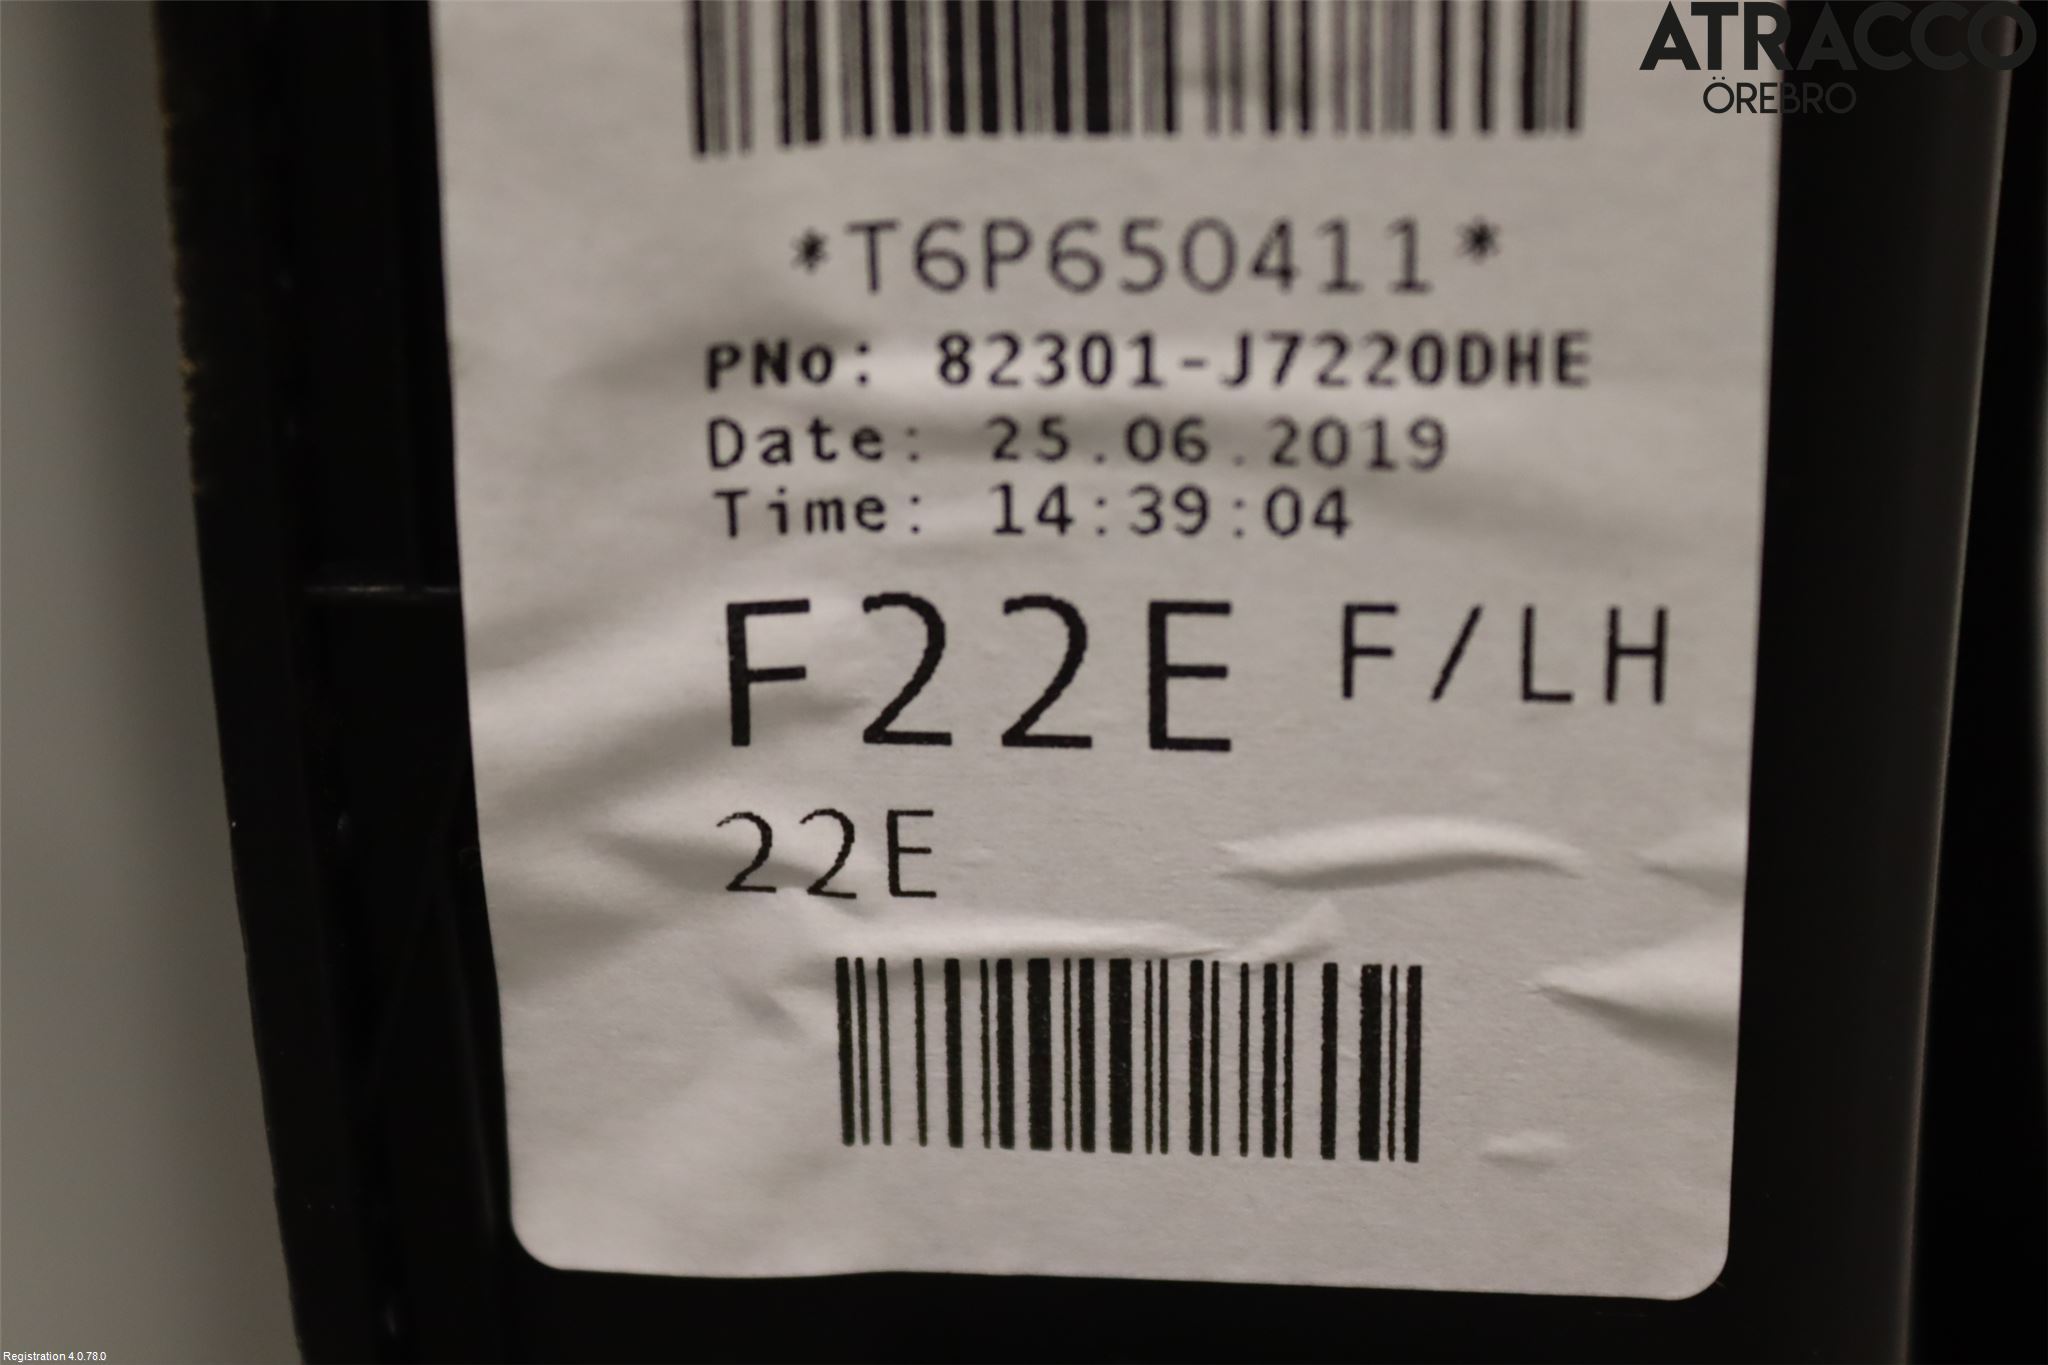 ATRACCO
ÖREBRO
*T6P650411*
PNo: 82301-J7220DHE
Date: 25.06.2019
Time: 14:39:04
F22E F/LH
22E
Registration 4.0.78.0